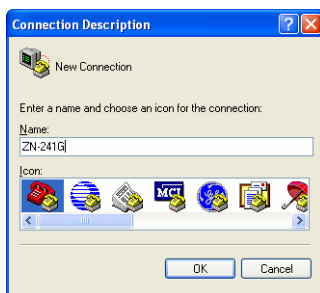 Connection Description
New Connection
Enter a name and choose an icon for the connection:
Name:
ZN-241G
Icon:
MCI
OK Cancel